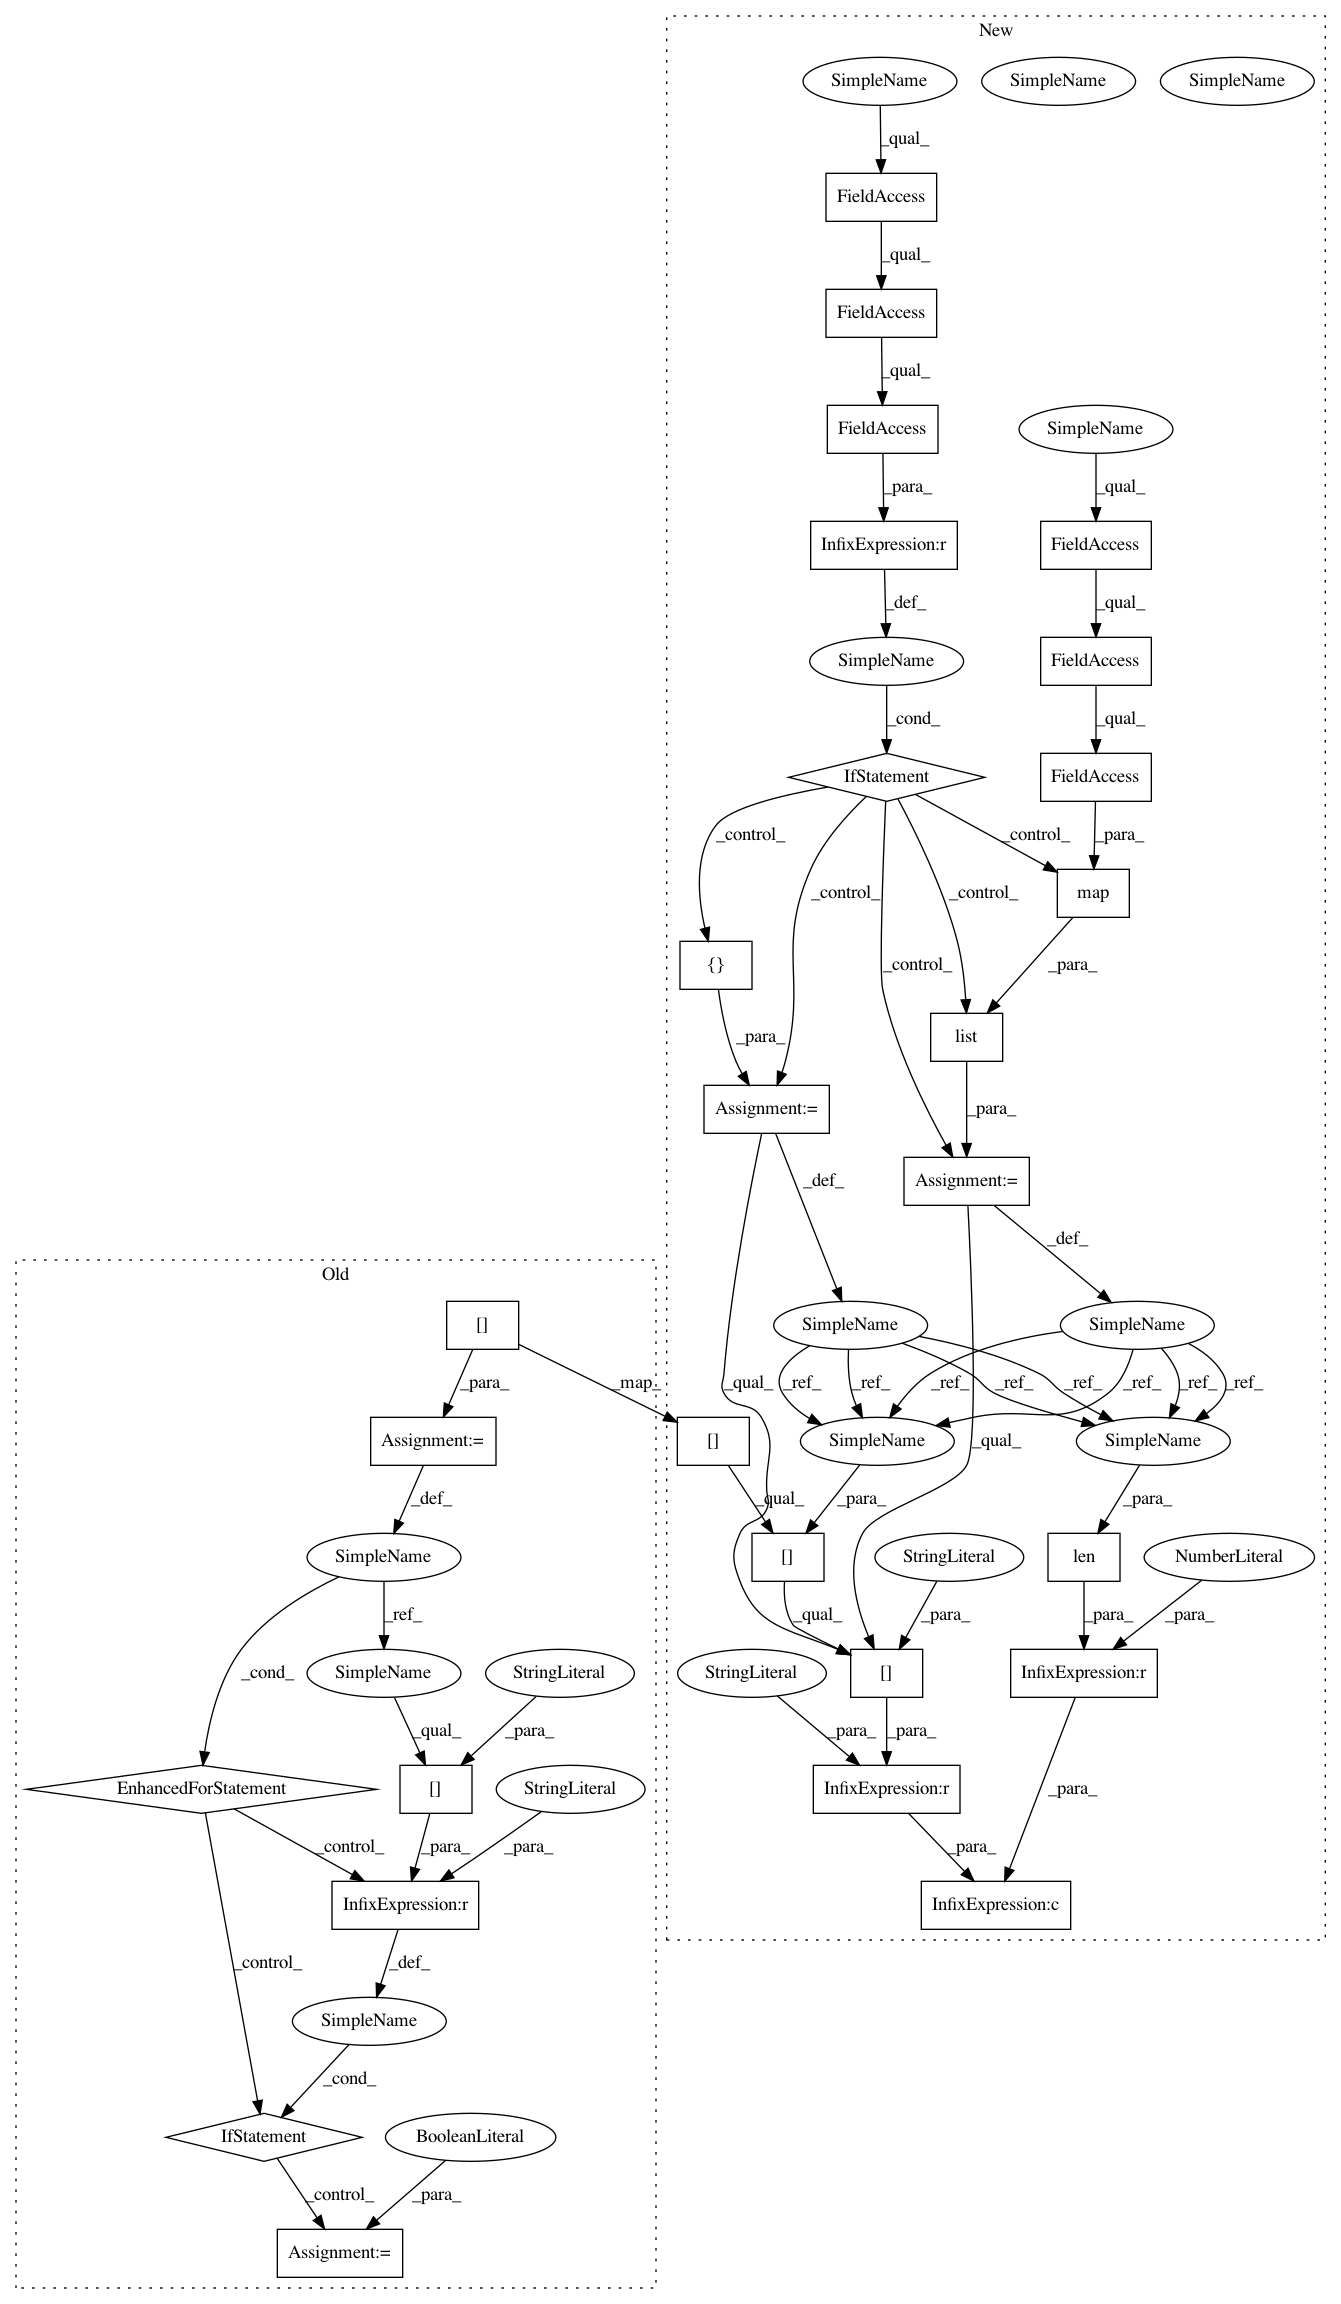 New
SimpleName
SimpleName
SimpleName
_qual_
FieldAccess
_qual_
FieldAccess
_qual_
FieldAccess
SimpleName
_para_
_qual_
InfixExpression:r
FieldAccess
_def_
_qual_
SimpleName
FieldAccess
_cond_
_qual_
IfStatement
FieldAccess
_control_
_control_
_para_
_control_
_control_
map
{}
_control_
_para_
list
_para_
_para_
Assignment:=
Assignment:=
_def_
_def_
Old
[]
SimpleName
SimpleName
_para_
_map_
_qual_
_ref_
_ref_
_ref_
_ref_
_ref_
_ref_
_ref_
_ref_
Assignment:=
[]
SimpleName
SimpleName
_qual_
_def_
_qual_
_para_
_para_
SimpleName
[]
StringLiteral
len
NumberLiteral
_ref_
_qual_
_para_
_para_
_para_
_cond_
SimpleName
StringLiteral
StringLiteral
[]
InfixExpression:r
_qual_
_para_
_para_
_para_
EnhancedForStatement
[]
StringLiteral
InfixExpression:r
_para_
_control_
_para_
_para_
_para_
InfixExpression:r
InfixExpression:c
_control_
_def_
SimpleName
_cond_
IfStatement
BooleanLiteral
_control_
_para_
Assignment:=